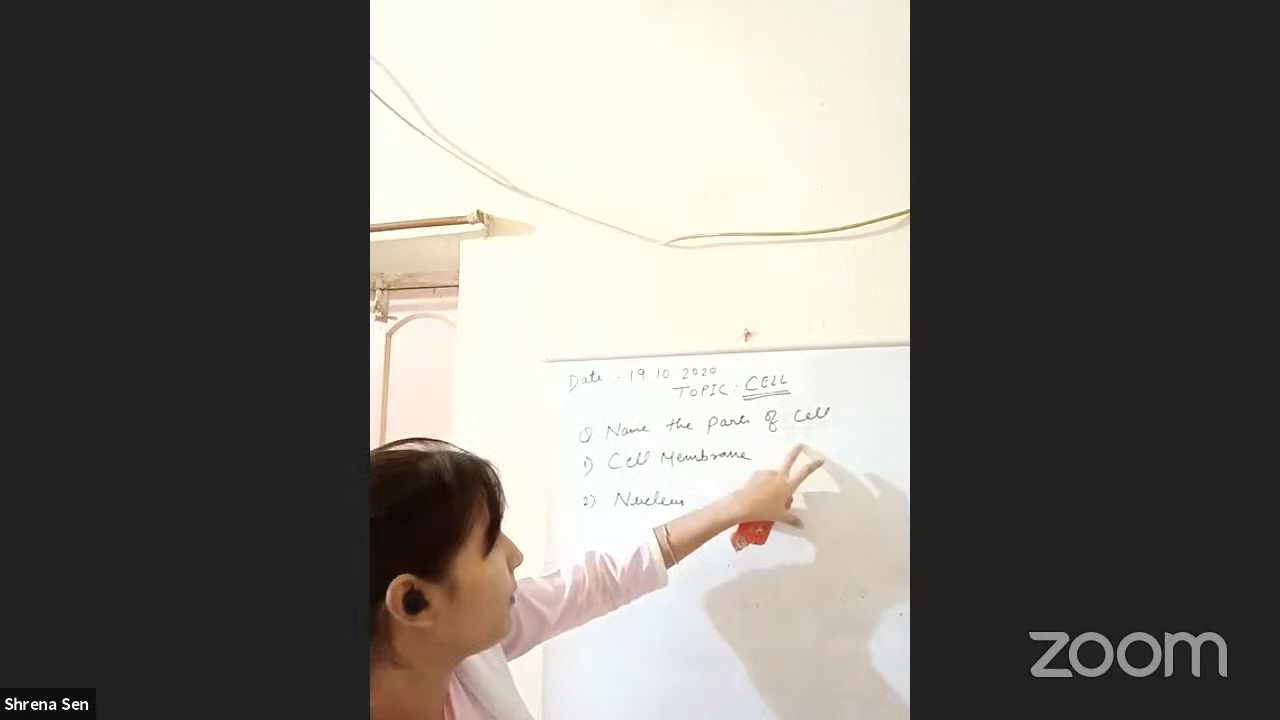 Date : 19.10.2020
TOPIC : CELL
Q Name the parts of Cell
1) Cell Membrane
2) Nucleus
Shrena Sen
zoom